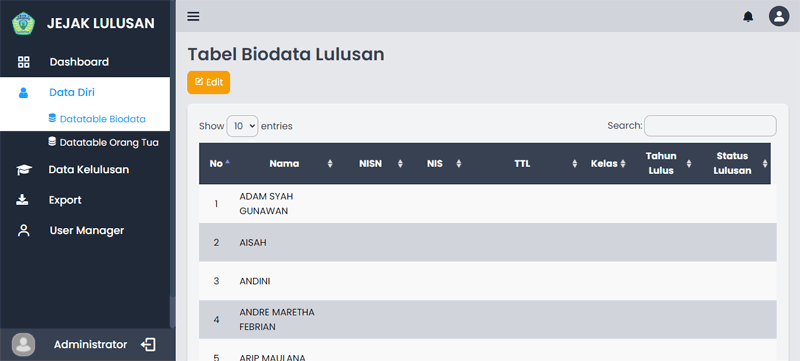 JEJAK LULUSAN
Dashboard
Data Diri
Datatable Biodata
Datatable Orang Tua
Data Kelulusan
Export
User Manager
Administrator
Tabel Biodata Lulusan
Edit
Show 10 entries
Search:
No Nama NISN NIS TTL Kelas Tahun Lulus Status Lulusan
1 ADAM SYAH GUNAWAN
2 AISAH
3 ANDINI
4 ANDRE MARETHA FEBRIAN
5 ARIP MAULANA